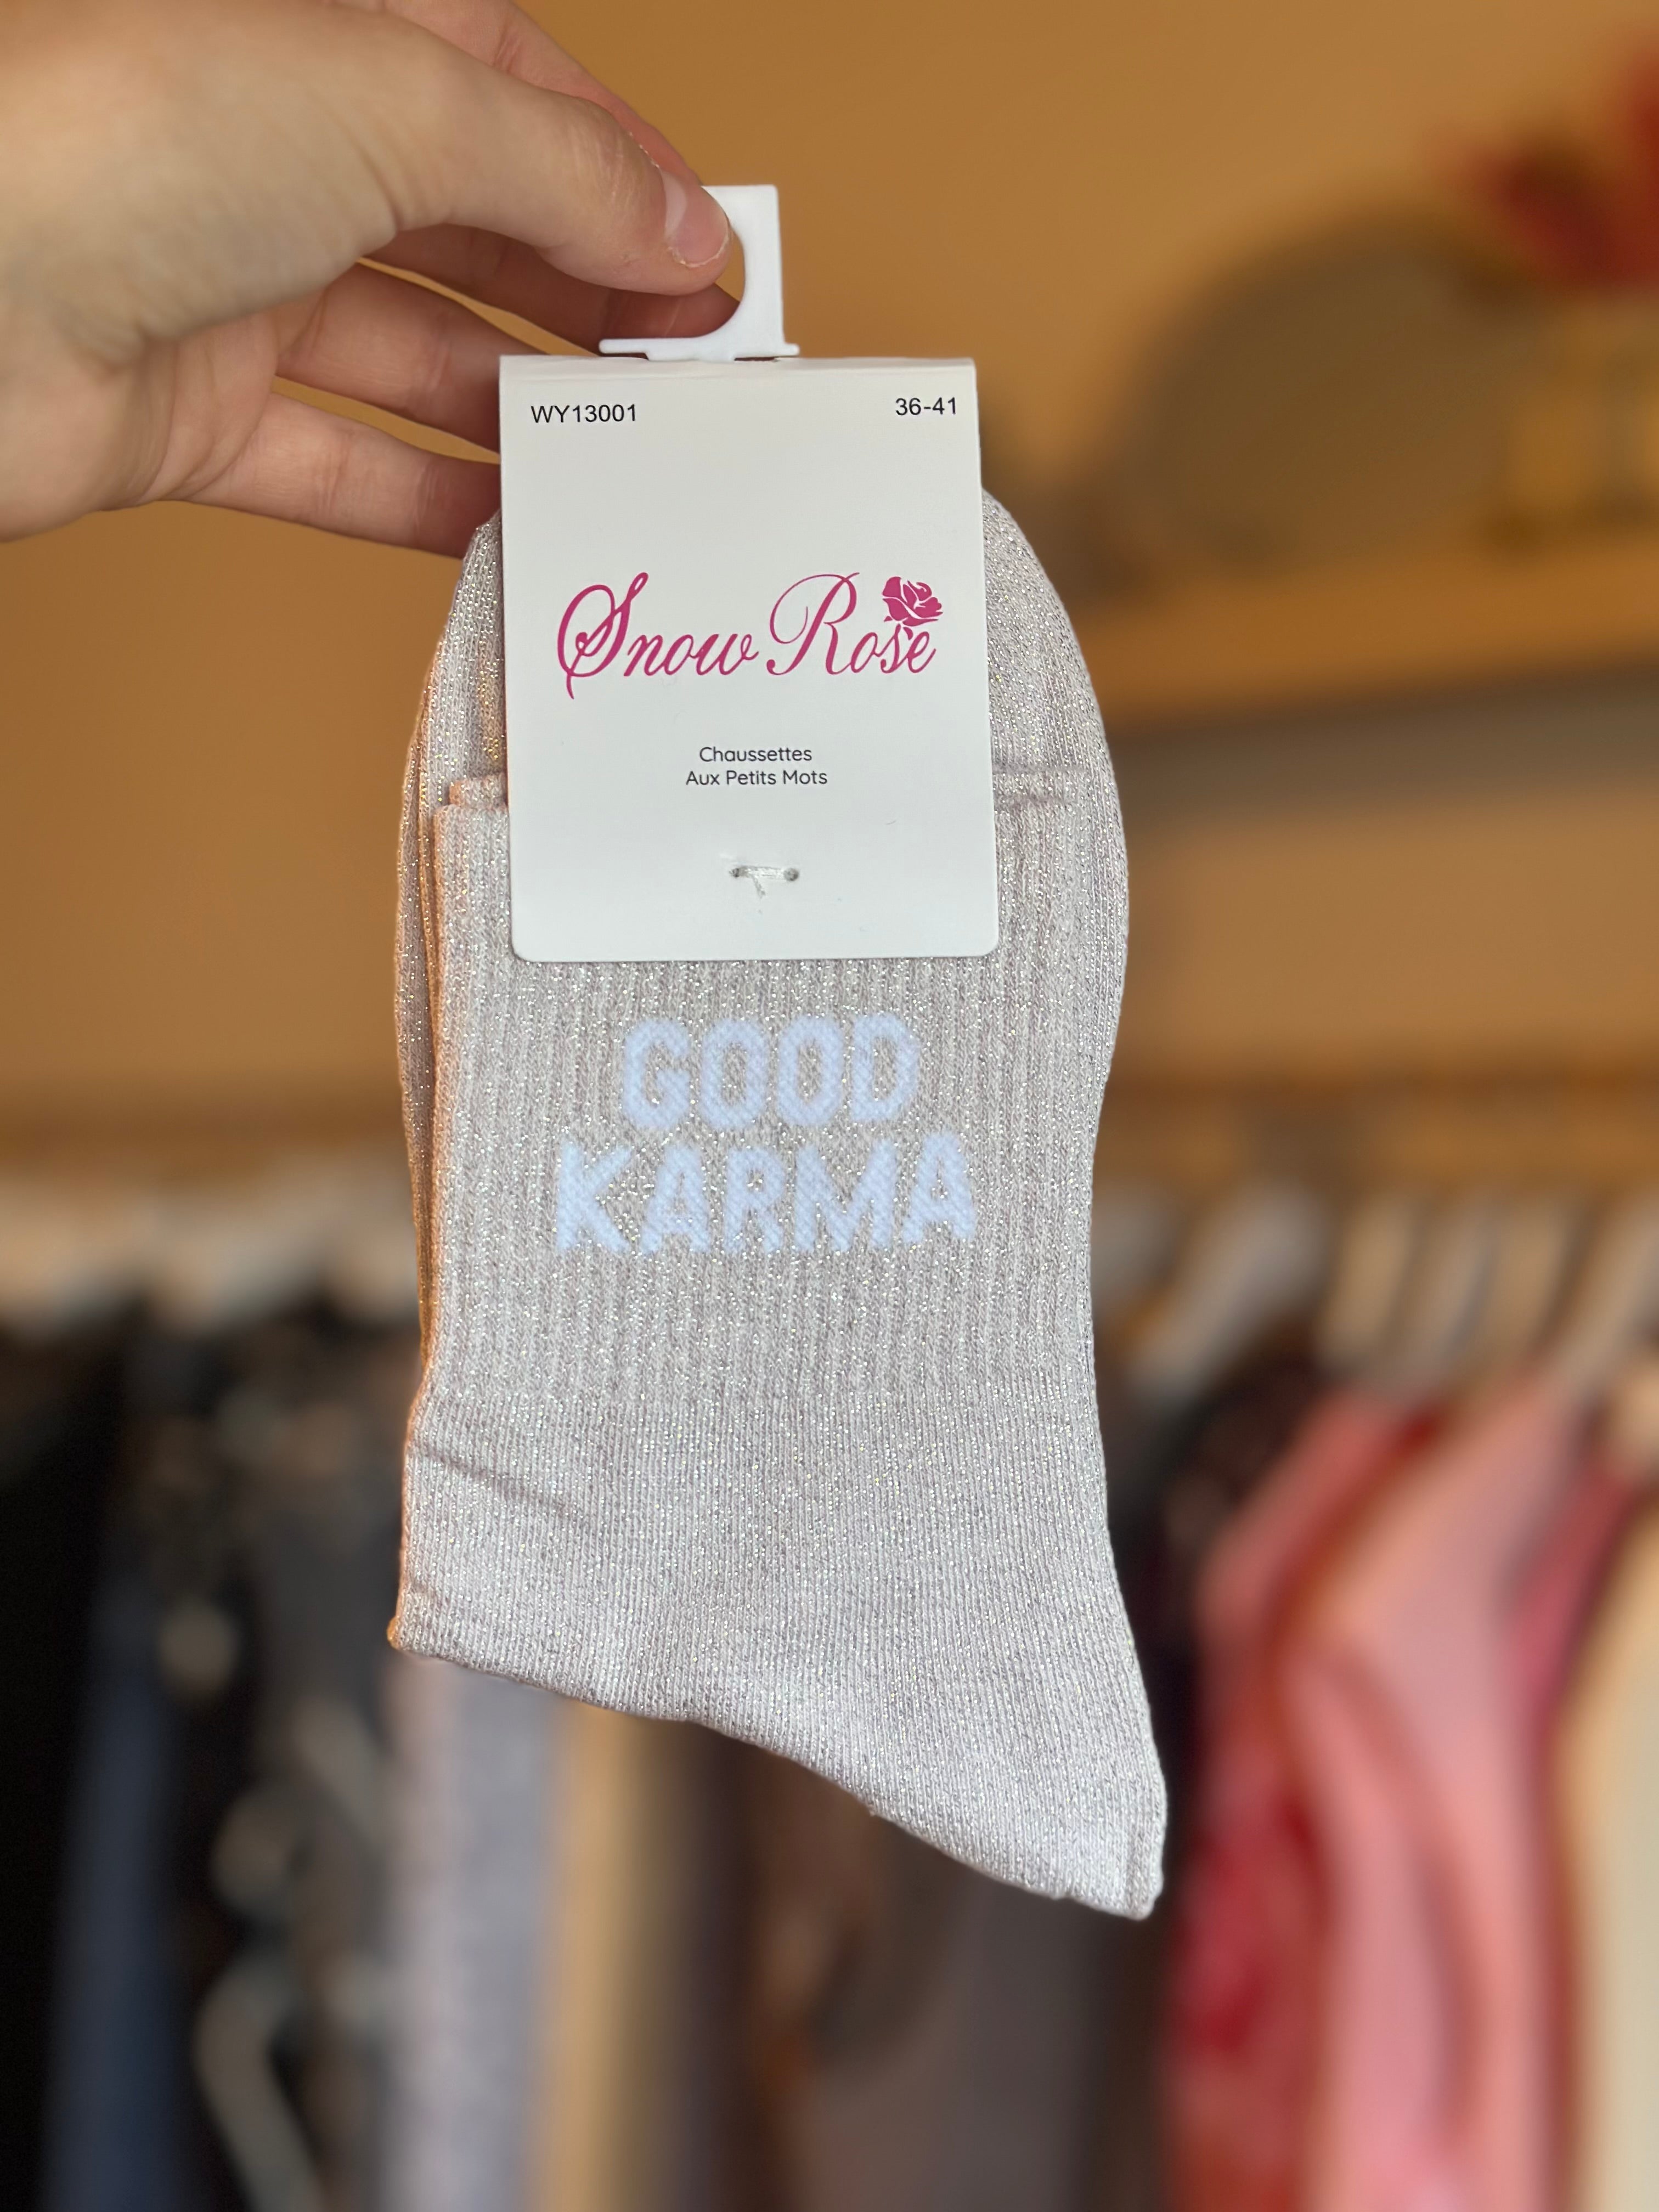 WY13001 36-41
Snow Rose
Chaussettes
Aux Petits Mots
GOOD
KARMA